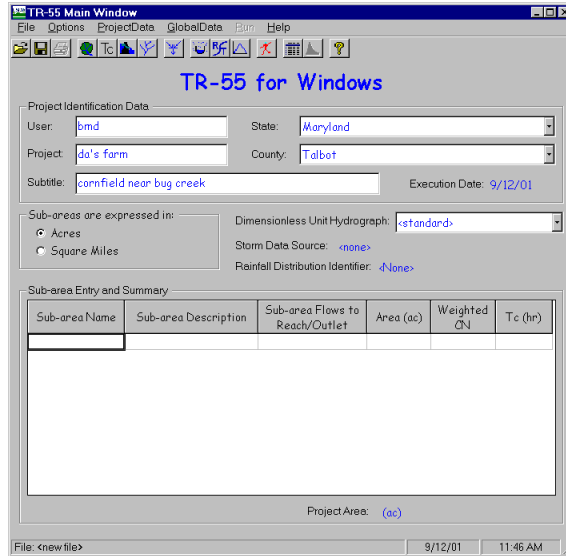 TR-55 Main Window
File Options ProjectData GlobalData Run Help
Tc
?
TR-55 for Windows
Project Identification Data
User: bmd State: Maryland
Project: da's farm County: Talbot
Subtitle: cornfield near bug creek Execution Date: 9/12/01
Sub-areas are expressed in:
Acres
Square Miles
Dimensionless Unit Hydrograph: <standard>
Storm Data Source: <none>
Rainfall Distribution Identifier: <None>
Sub-area Entry and Summary
Sub-area Name Sub-area Description Sub-area Flows to Reach/Outlet Area (ac) Weighted CN Tc (hr)
Project Area: (ac)
File: <new file> 9/12/01 11:46 AM